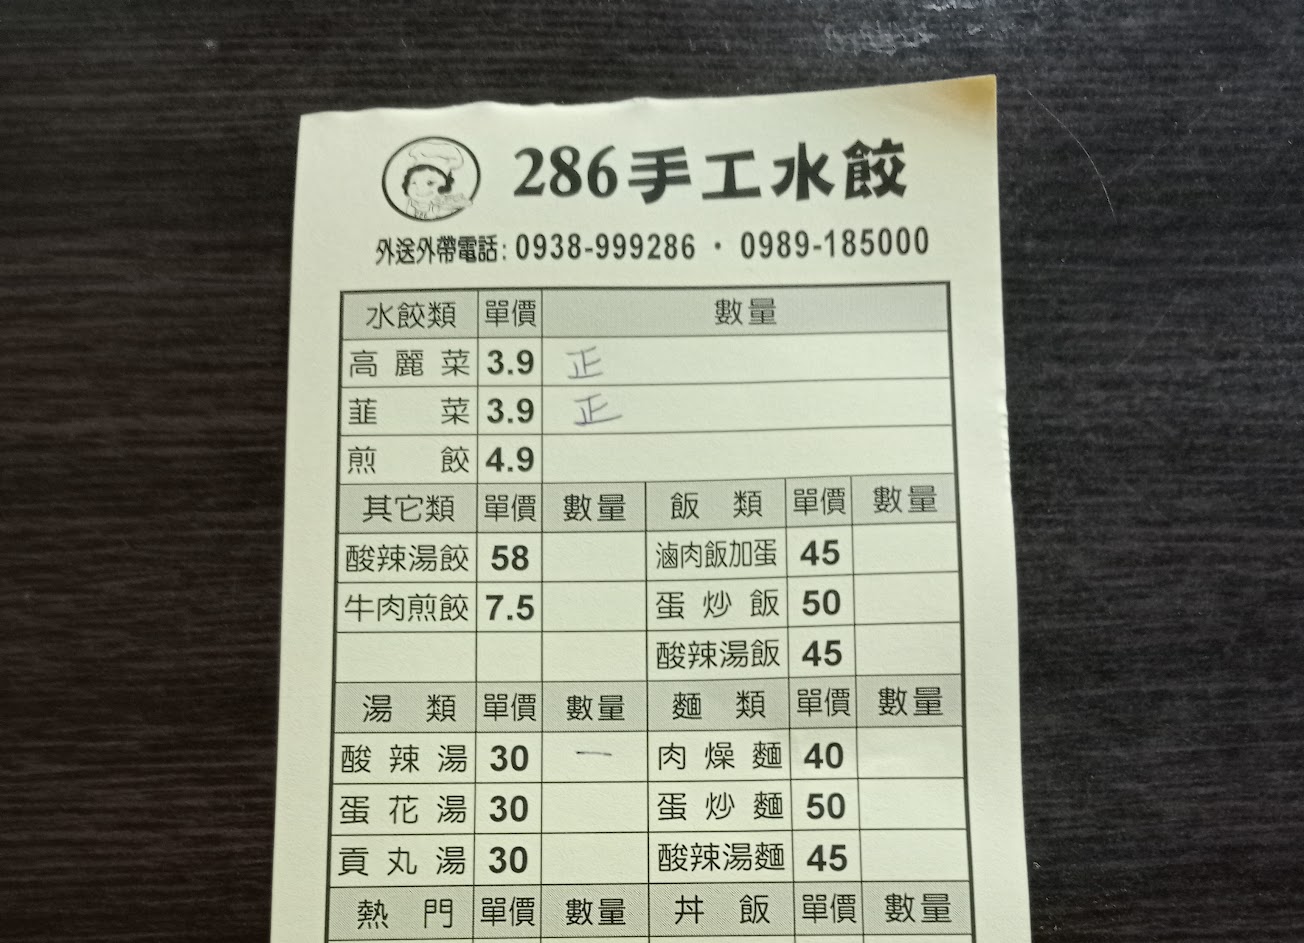 286手工水餃
外送外帶電話: 0938-999286 · 0989-185000
水餃類 單價 數量
高麗菜 3.9 正
韮菜 3.9 正
煎餃 4.9
其它類 單價 數量 飯類 單價 數量
酸辣湯餃 58 滷肉飯加蛋 45
牛肉煎餃 7.5 蛋炒飯 50
酸辣湯飯 45
湯類 單價 數量 麵類 單價 數量
酸辣湯 30 一 肉燥麵 40
蛋花湯 30 蛋炒麵 50
貢丸湯 30 酸辣湯麵 45
熱門 單價 數量 丼飯 單價 數量